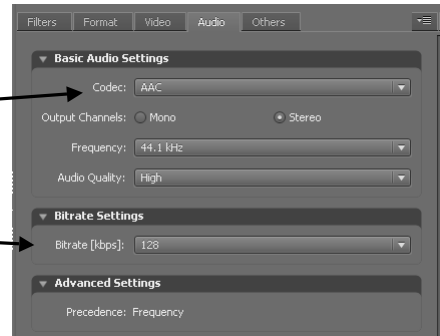 Filters Format Video Audio Others
Basic Audio Settings
Codec: AAC
Output Channels: Mono Stereo
Frequency: 44.1 kHz
Audio Quality: High
Bitrate Settings
Bitrate [kbps]: 128
Advanced Settings
Precedence: Frequency